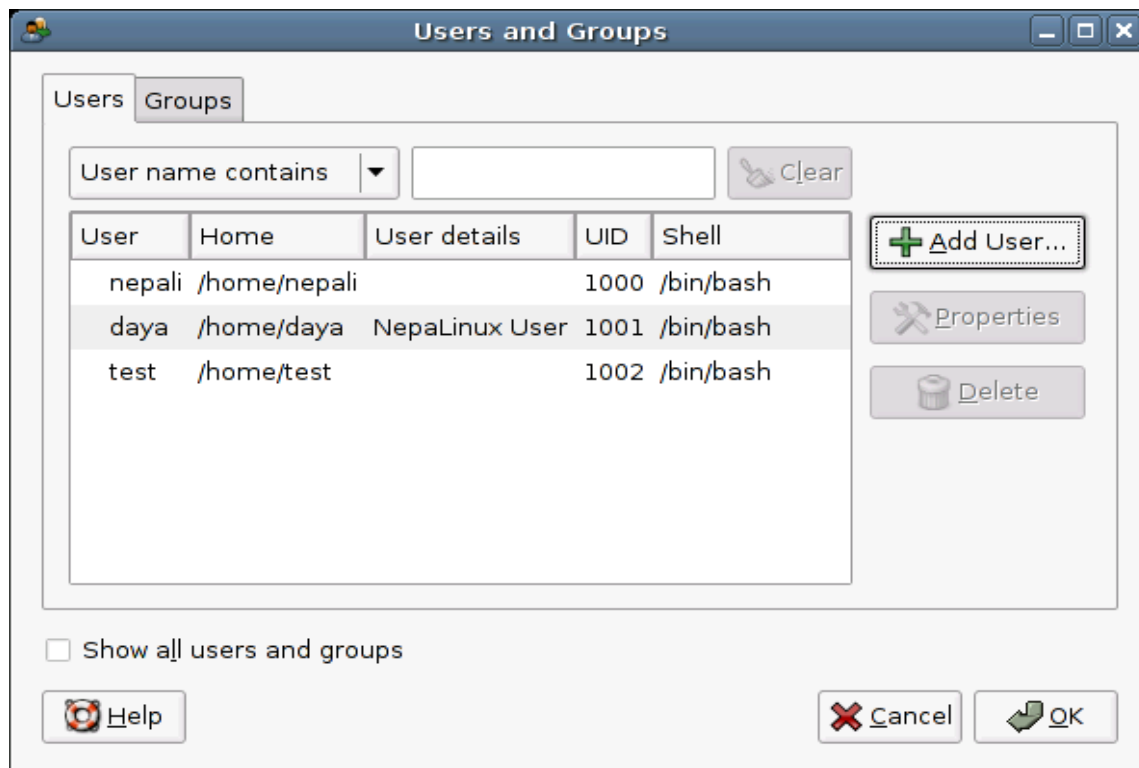 Users and Groups
Users Groups
User name contains Clear
User Home User details UID Shell
Add User...
nepali /home/nepali 1000 /bin/bash
daya /home/daya NepaLinux User 1001 /bin/bash
Properties
test /home/test 1002 /bin/bash
Delete
Show all users and groups
Help Cancel OK